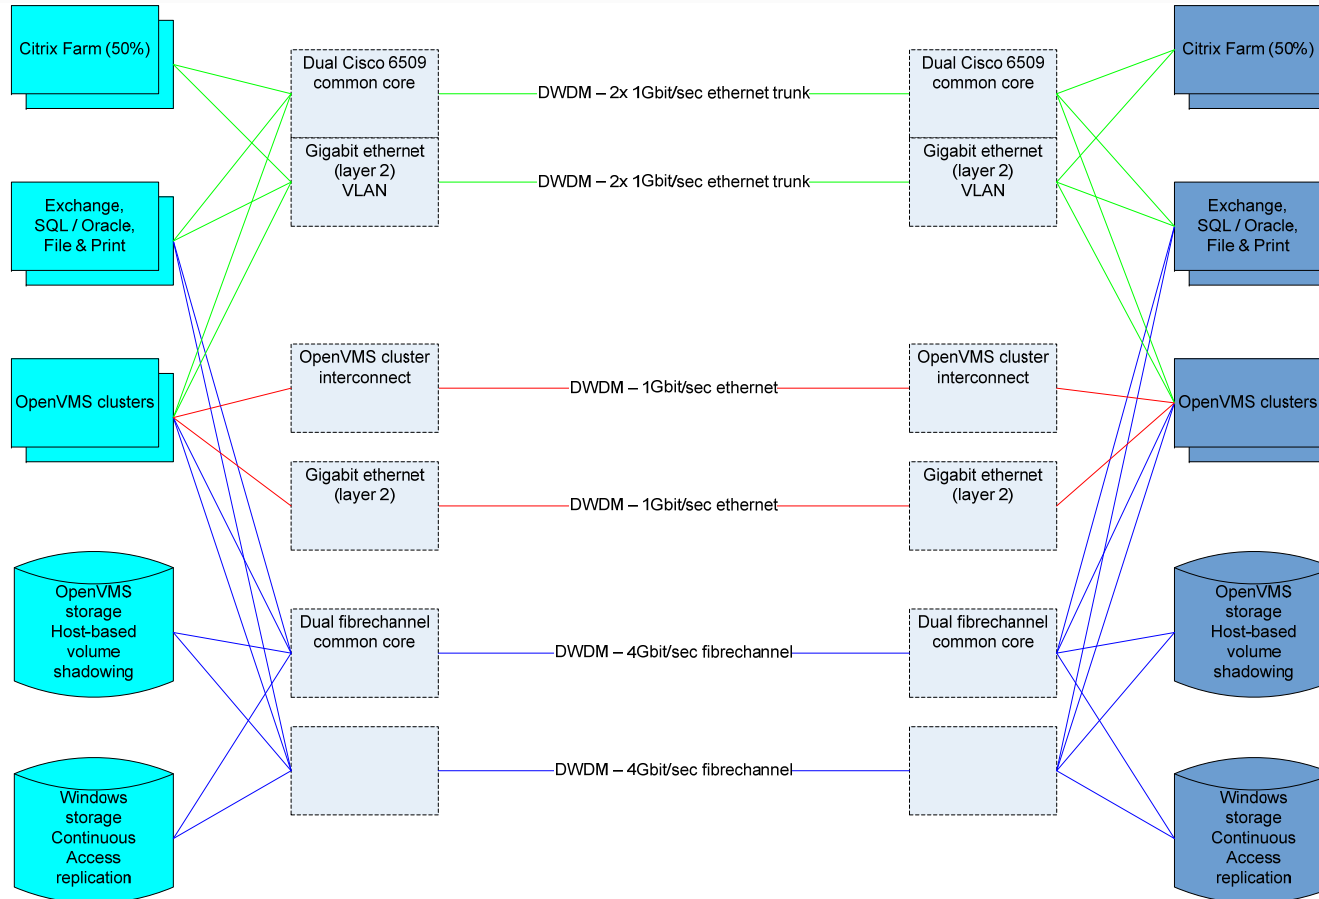 Citrix Farm (50%)
Dual Cisco 6509
common core
DWDM – 2x 1Gbit/sec ethernet trunk
Dual Cisco 6509
common core
Citrix Farm (50%)
Gigabit ethernet
(layer 2)
VLAN
DWDM – 2x 1Gbit/sec ethernet trunk
Gigabit ethernet
(layer 2)
VLAN
Exchange,
SQL / Oracle,
File & Print
Exchange,
SQL / Oracle,
File & Print
OpenVMS clusters
OpenVMS cluster
interconnect
DWDM – 1Gbit/sec ethernet
OpenVMS cluster
interconnect
OpenVMS clusters
Gigabit ethernet
(layer 2)
DWDM – 1Gbit/sec ethernet
Gigabit ethernet
(layer 2)
OpenVMS
storage
Host-based
volume
shadowing
Dual fibrechannel
common core
DWDM – 4Gbit/sec fibrechannel
Dual fibrechannel
common core
OpenVMS
storage
Host-based
volume
shadowing
DWDM – 4Gbit/sec fibrechannel
Windows
storage
Continuous
Access
replication
Windows
storage
Continuous
Access
replication